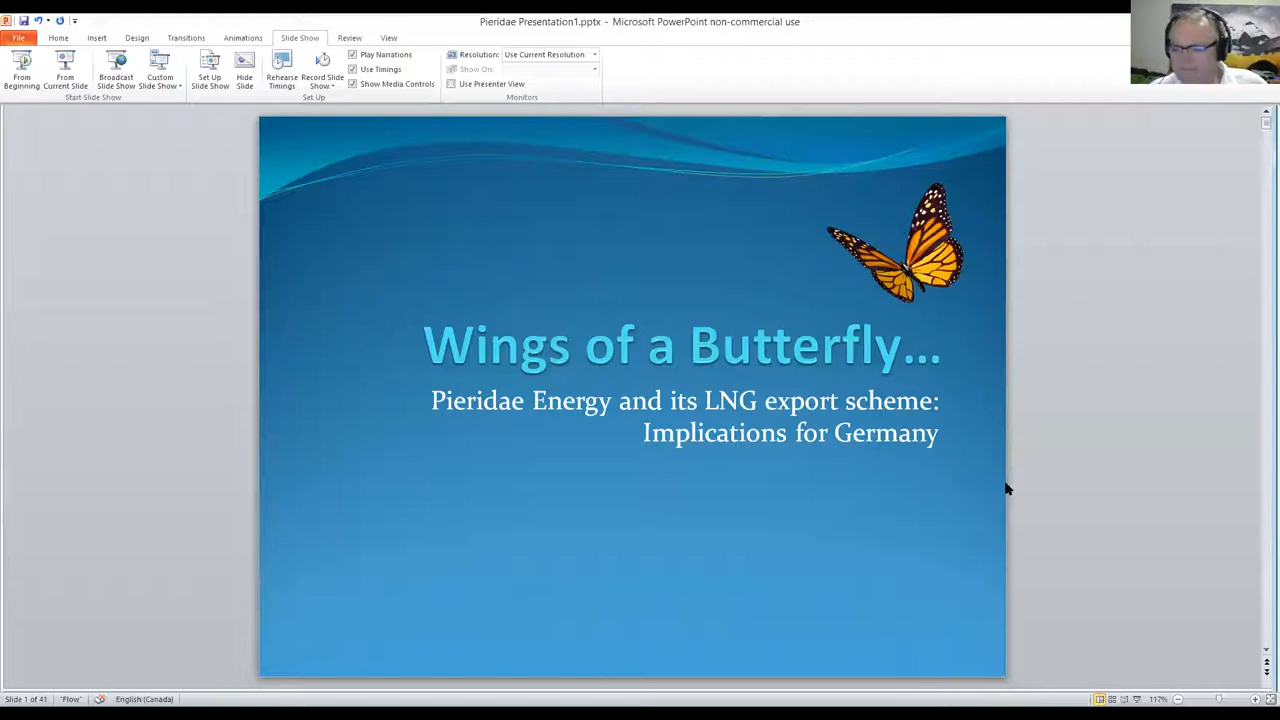 Pieridae Presentation1.pptx - Microsoft PowerPoint non-commercial use
File Home Insert Design Transitions Animations Slide Show Review View
From Beginning
From Current Slide
Broadcast Slide Show
Custom Slide Show
Set Up Slide Show
Hide Slide
Rehearse Timings
Record Slide Show
Play Narrations
Use Timings
Show Media Controls
Resolution: Use Current Resolution
Show On:
Use Presenter View
Start Slide Show Set Up Monitors
Wings of a Butterfly...
Pieridae Energy and its LNG export scheme:
Implications for Germany
Slide 1 of 41 "Flow" English (Canada) 117%